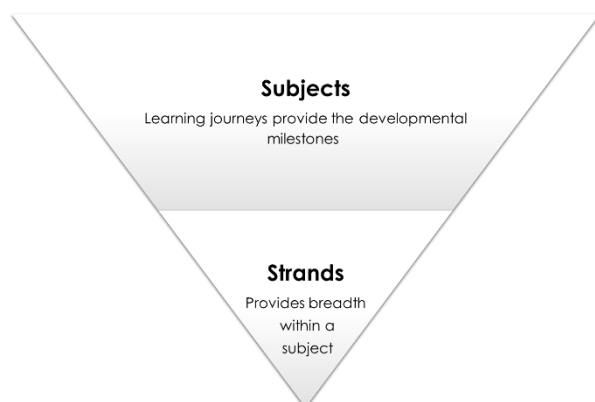 Subjects
Learning journeys provide the developmental
milestones
Strands
Provides breadth
within a
subject